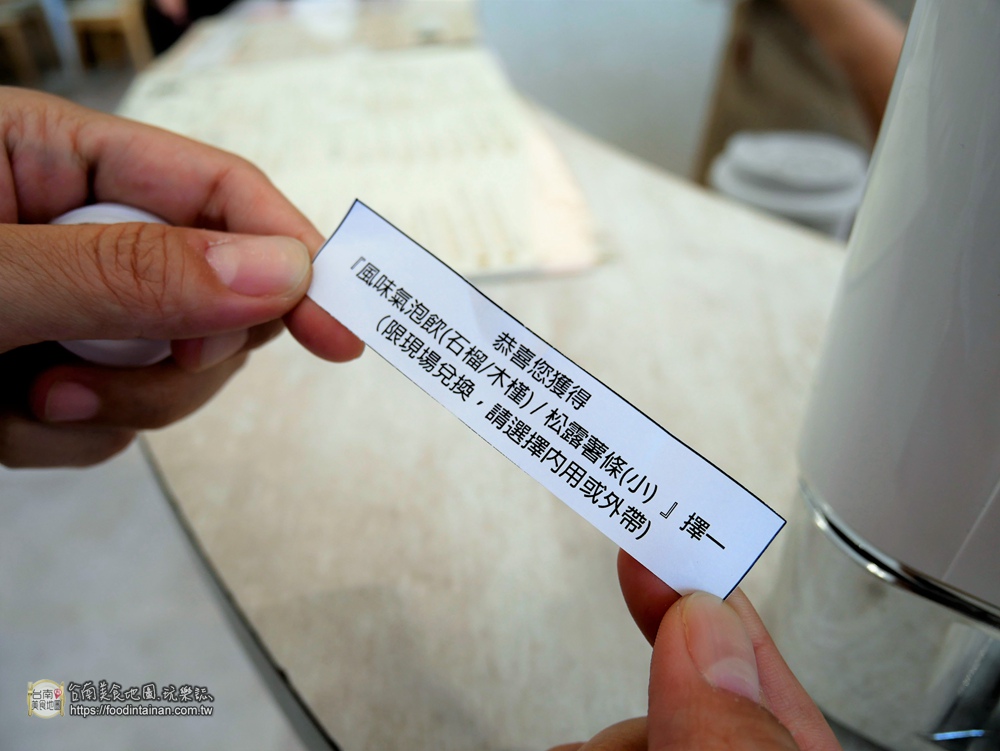 恭喜您獲得
『風味氣泡飲(石榴/木槿) / 松露薯條(小) 』擇一
(限現場兌換，請選擇內用或外帶)
台南美食地圖
台南美食地圖.玩樂誌.
https://foodintainan.com.tw